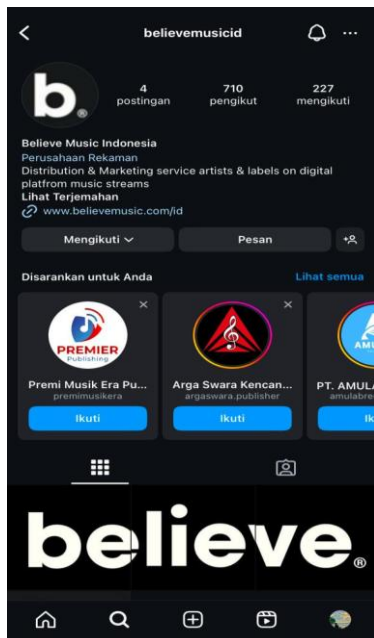 believemusicid
b.®
4 710 227
postingan pengikut mengikuti
Believe Music Indonesia
Perusahaan Rekaman
Distribution & Marketing service artists & labels on digital
platfrom music streams
Lihat Terjemahan
www.believemusic.com/id
Mengikuti Pesan
Disarankan untuk Anda Lihat semua
PREMIER
Publishing
AMUL
Premi Musik Era Pu... Arga Swara Kencan... PT. AMULA
premimusikera argaswara.publisher amulabre
Ikuti Ikuti Ik
believe.®